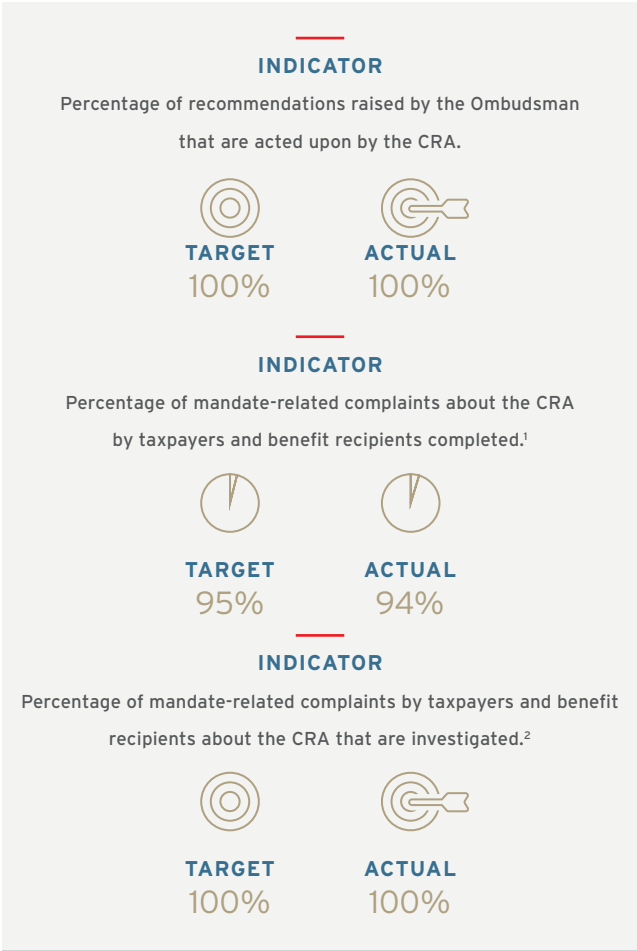 INDICATOR
Percentage of recommendations raised by the Ombudsman
that are acted upon by the CRA.
TARGET ACTUAL
100% 100%
INDICATOR
Percentage of mandate-related complaints about the CRA
by taxpayers and benefit recipients completed.¹
TARGET ACTUAL
95% 94%
INDICATOR
Percentage of mandate-related complaints by taxpayers and benefit
recipients about the CRA that are investigated.²
TARGET ACTUAL
100% 100%